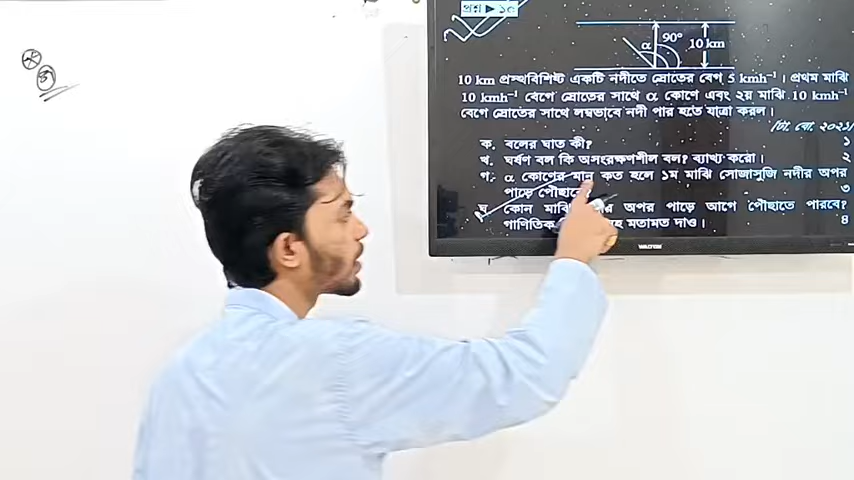 প্রশ্ন ▶ ১৯
90°
α
10 km
10 km প্রস্থবিশিষ্ট একটি নদীতে স্রোতের বেগ 5 kmh⁻¹। প্রথম মাঝি
10 kmh⁻¹ বেগে স্রোতের সাথে α কোণে এবং ২য় মাঝি 10 kmh⁻¹
বেগে স্রোতের সাথে লম্বভাবে নদী পার হতে যাত্রা করল।
[ঢা. বো. ২০২১]
ক. বলের ঘাত কী? ১
খ. ঘর্ষণ বল কি অসংরক্ষণশীল বল? ব্যাখ্যা করো। ২
গ. α কোণের মান কত হলে ১ম মাঝি সোজাসুজি নদীর অপর
পাড়ে পৌঁছাবে? ৩
ঘ. কোন মাঝি অপর পাড়ে আগে পৌঁছাতে পারবে?
গাণিতিক মতামত দাও। ৪
WALTON